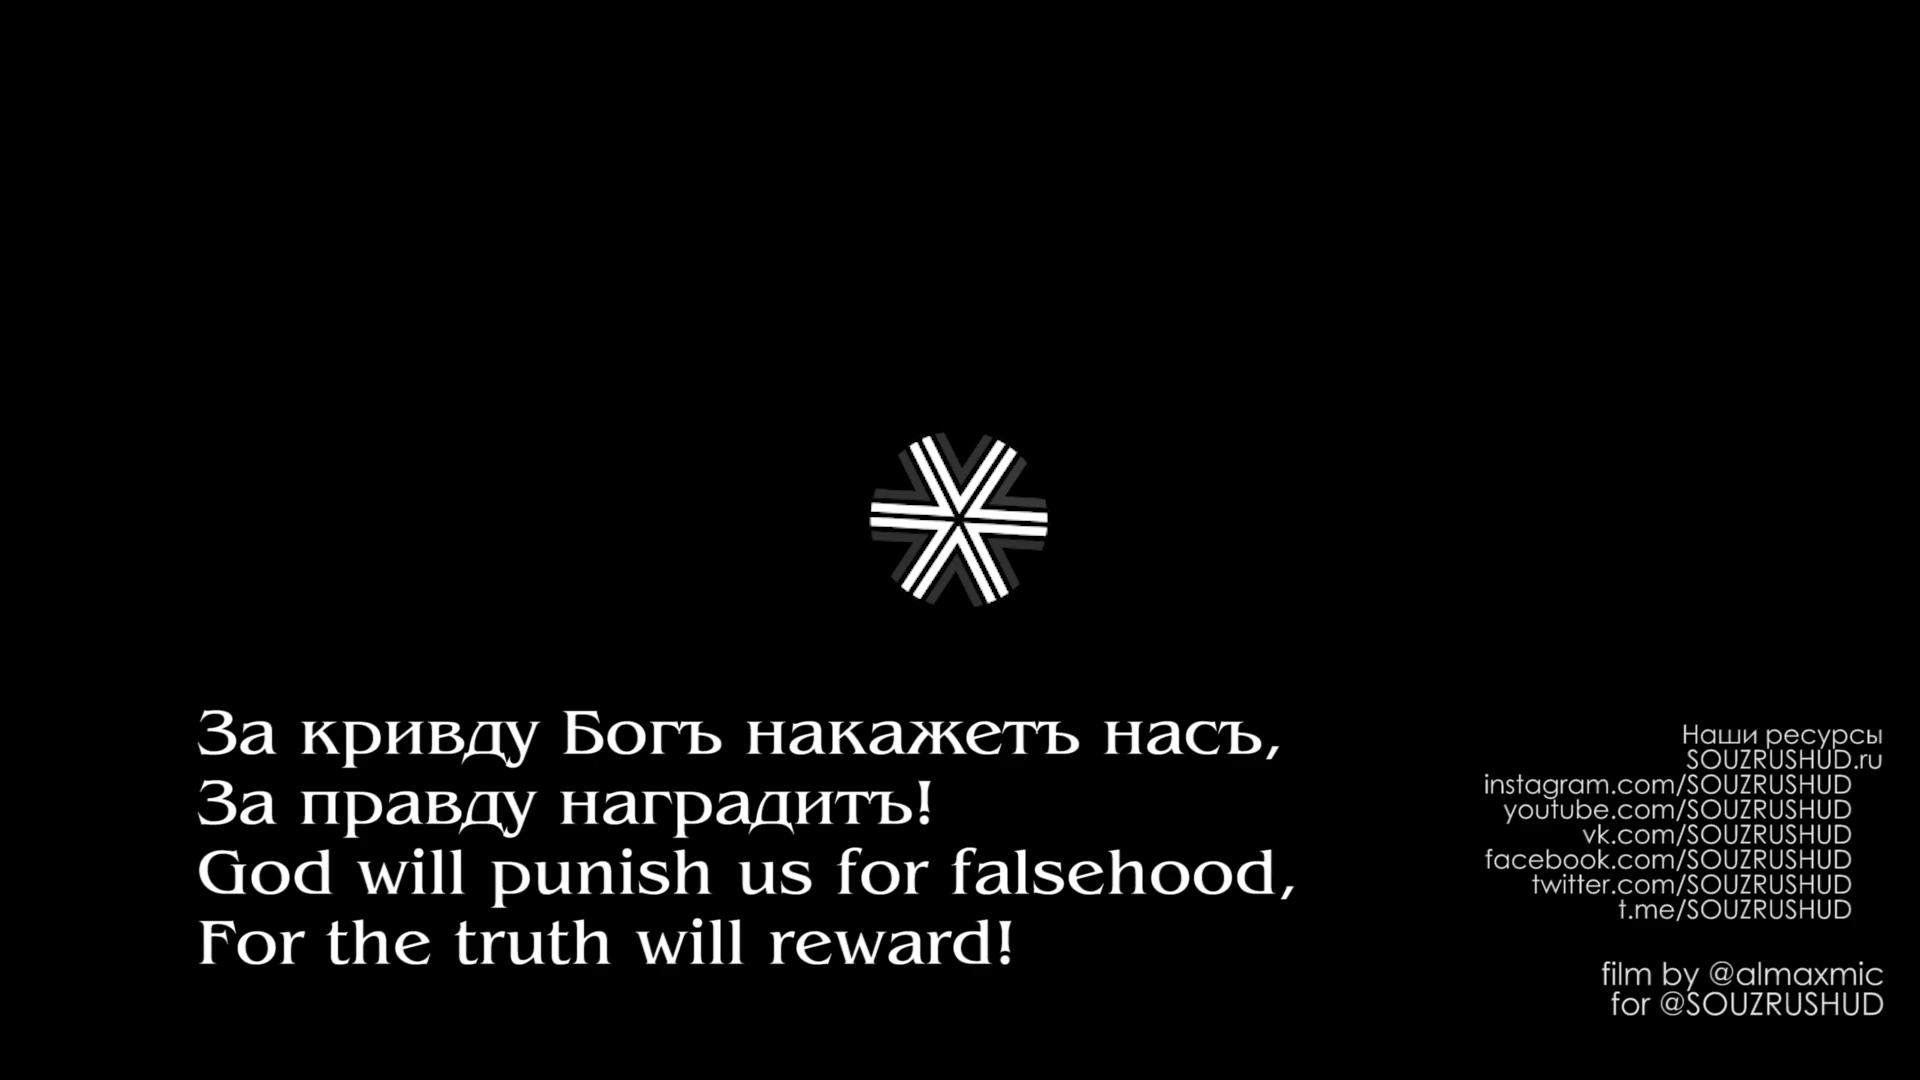 За кривду Богъ накажетъ насъ,
За правду наградитъ!
God will punish us for falsehood,
For the truth will reward!
Наши ресурсы
SOUZRUSHUD.ru
instagram.com/SOUZRUSHUD
youtube.com/SOUZRUSHUD
vk.com/SOUZRUSHUD
facebook.com/SOUZRUSHUD
twitter.com/SOUZRUSHUD
t.me/SOUZRUSHUD
film by @almaxmic
for @SOUZRUSHUD